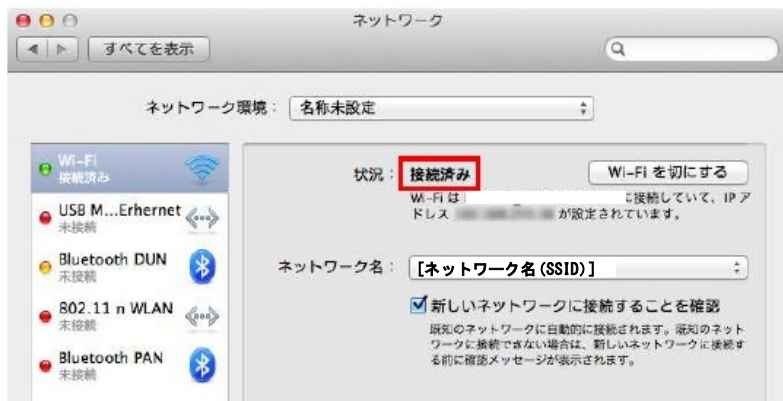 ネットワーク
すべてを表示
ネットワーク環境： 名称未設定
Wi-Fi
接続済み
USB M...Erhernet
未接続
Bluetooth DUN
未接続
802.11 n WLAN
未接続
Bluetooth PAN
未接続
状況： 接続済み Wi-Fi を切にする
Wi-Fi は に接続していて、IP ア
ドレス が設定されています。
ネットワーク名： [ネットワーク名(SSID)]
新しいネットワークに接続することを確認
既知のネットワークに自動的に接続されます。既知のネット
ワークに接続できない場合は、新しいネットワークに接続す
る前に確認メッセージが表示されます。